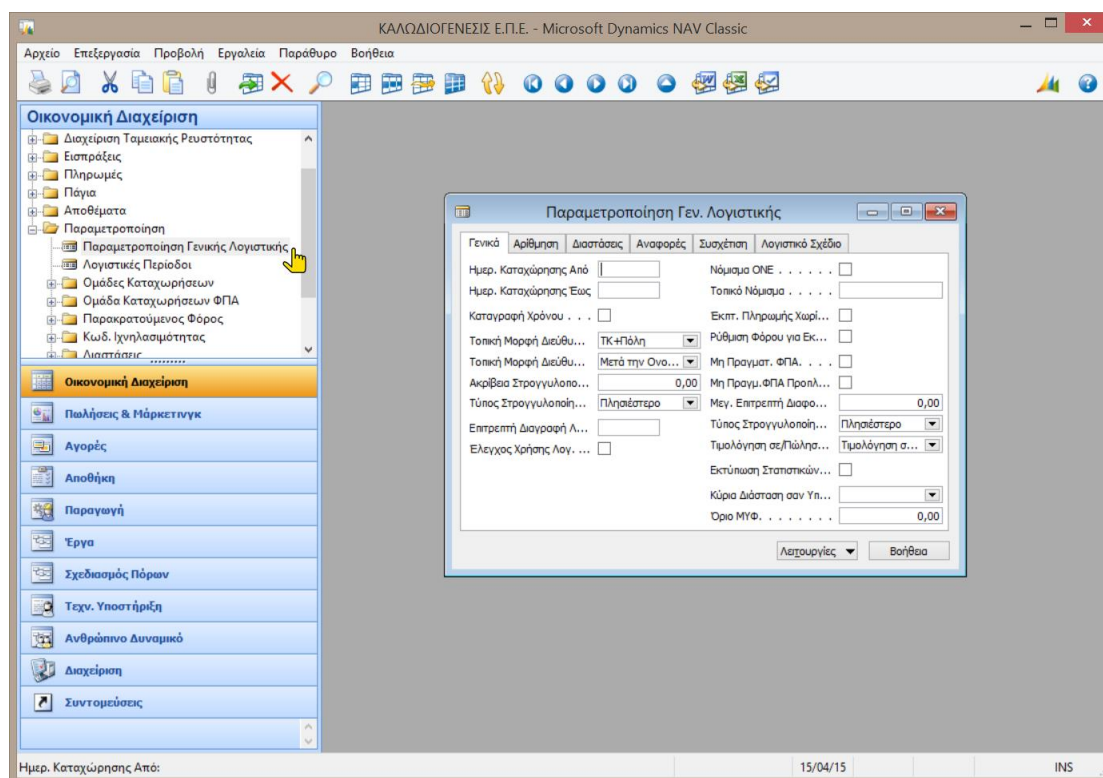 ΚΑΛΩΔΙΟΓΕΝΕΣΙΣ Ε.Π.Ε. - Microsoft Dynamics NAV Classic
Αρχείο Επεξεργασία Προβολή Εργαλεία Παράθυρο Βοήθεια
Οικονομική Διαχείριση
Διαχείριση Ταμειακής Ρευστότητας
Εισπράξεις
Πληρωμές
Πάγια
Αποθέματα
Παραμετροποίηση
Παραμετροποίηση Γενικής Λογιστικής
Λογιστικές Περίοδοι
Ομάδες Καταχωρήσεων
Ομάδα Καταχωρήσεων ΦΠΑ
Παρακρατούμενος Φόρος
Κωδ. Ιχνηλασιμότητας
Διαστάσεις
Οικονομική Διαχείριση
Πωλήσεις & Μάρκετινγκ
Αγορές
Αποθήκη
Παραγωγή
Έργα
Σχεδιασμός Πόρων
Τεχν. Υποστήριξη
Ανθρώπινο Δυναμικό
Διαχείριση
Συντομεύσεις
Παραμετροποίηση Γεν. Λογιστικής
Γενικά Αρίθμηση Διαστάσεις Αναφορές Συσχέτιση Λογιστικό Σχέδιο
Ημερ. Καταχώρησης Από
Ημερ. Καταχώρησης Έως
Καταγραφή Χρόνου . . .
Τοπική Μορφή Διεύθυ... ΤΚ+Πόλη
Τοπική Μορφή Διεύθυ... Μετά την Ονο...
Ακρίβεια Στρογγυλοπο... 0,00
Τύπος Στρογγυλοποίη... Πλησιέστερο
Επιτρεπτή Διαγραφή Λ...
Έλεγχος Χρήσης Λογ. ...
Νόμισμα ΟΝΕ . . . . . .
Τοπικό Νόμισμα . . . . .
Έκπτ. Πληρωμής Χωρί...
Ρύθμιση Φόρου για Εκ...
Μη Πραγματ. ΦΠΑ. . . .
Μη Πραγμ.ΦΠΑ Προπλ...
Μεγ. Επιτρεπτή Διαφο... 0,00
Τύπος Στρογγυλοποίη... Πλησιέστερο
Τιμολόγηση σε/Πώλησ... Τιμολόγηση σ...
Εκτύπωση Στατιστικών...
Κύρια Διάσταση σαν Υπ...
Όριο ΜΥΦ. . . . . . . . 0,00
Λειτουργίες Βοήθεια
Ημερ. Καταχώρησης Από: 15/04/15 INS